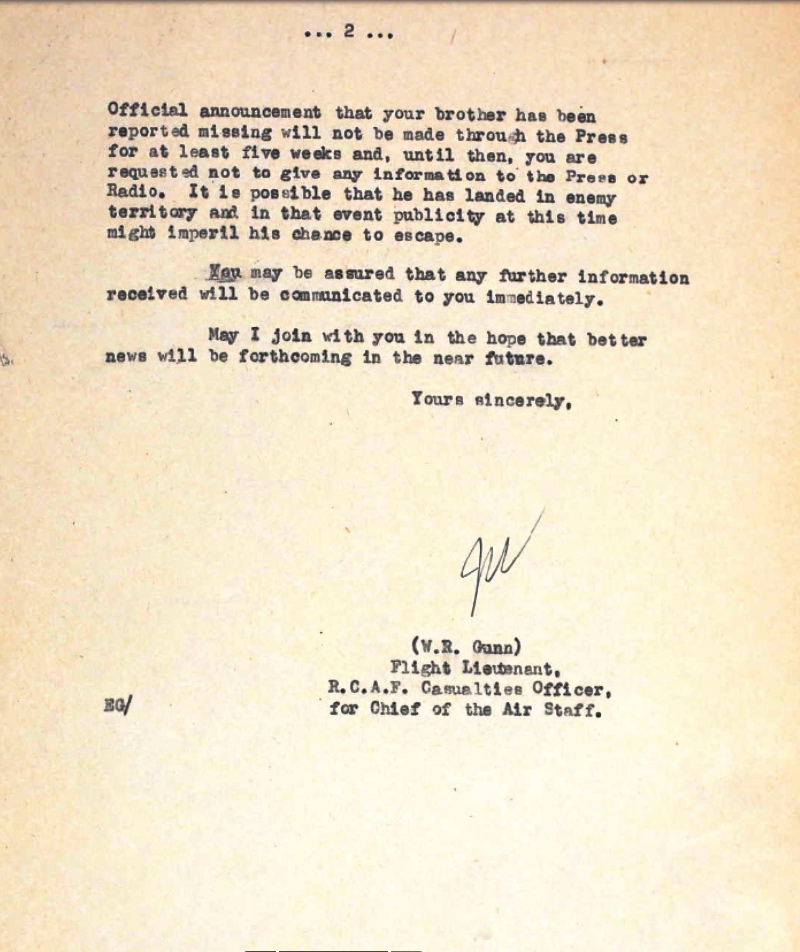 ... 2 ...
Official announcement that your brother has been
reported missing will not be made through the Press
for at least five weeks and, until then, you are
requested not to give any information to the Press or
Radio. It is possible that he has landed in enemy
territory and in that event publicity at this time
might imperil his chance to escape.
You may be assured that any further information
received will be communicated to you immediately.
May I join with you in the hope that better
news will be forthcoming in the near future.
Yours sincerely,
(W.R. Gunn)
Flight Lieutenant,
R.C.A.F. Casualties Officer,
EG/ for Chief of the Air Staff.